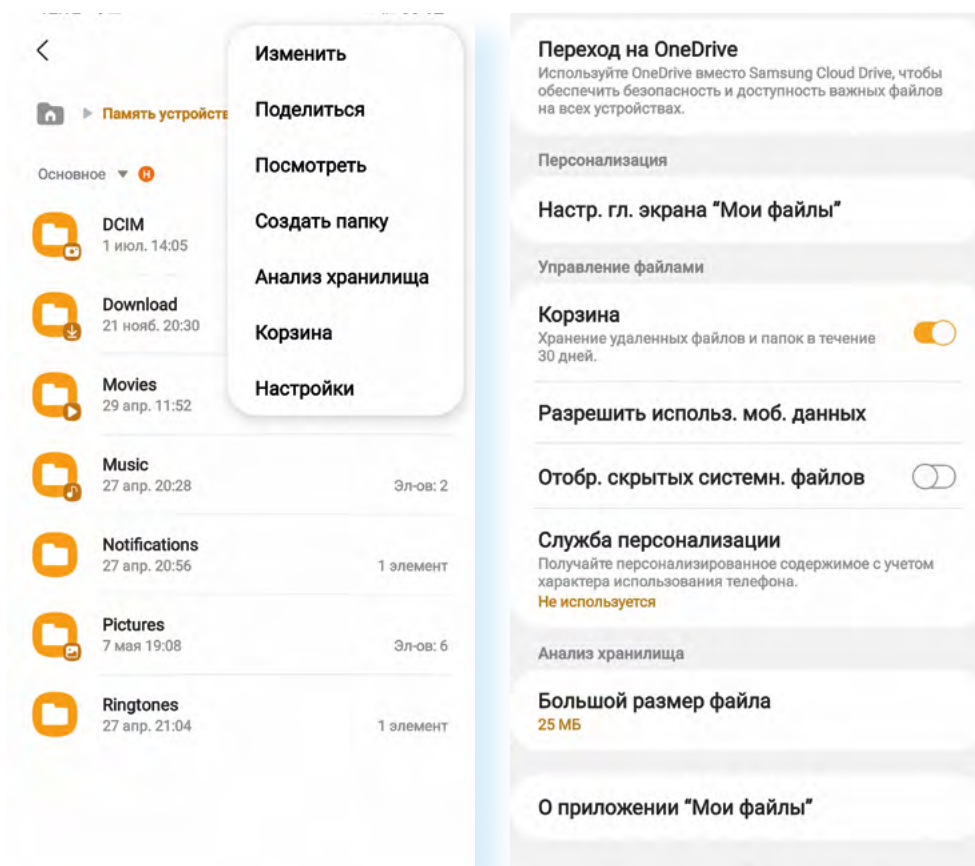 Изменить
Память устройств
Поделиться
Основное
Н
Посмотреть
DCIM
1 июл. 14:05
Создать папку
Анализ хранилища
Download
21 нояб. 20:30
Корзина
Movies
29 апр. 11:52
Настройки
Music
27 апр. 20:28
Эл-ов: 2
Notifications
27 апр. 20:56
1 элемент
Pictures
7 мая 19:08
Эл-ов: 6
Ringtones
27 апр. 21:04
1 элемент
Переход на OneDrive
Используйте OneDrive вместо Samsung Cloud Drive, чтобы
обеспечить безопасность и доступность важных файлов
на всех устройствах.
Персонализация
Настр. гл. экрана “Мои файлы”
Управление файлами
Корзина
Хранение удаленных файлов и папок в течение
30 дней.
Разрешить использ. моб. данных
Отобр. скрытых системн. файлов
Служба персонализации
Получайте персонализированное содержимое с учетом
характера использования телефона.
Не используется
Анализ хранилища
Большой размер файла
25 МБ
О приложении “Мои файлы”